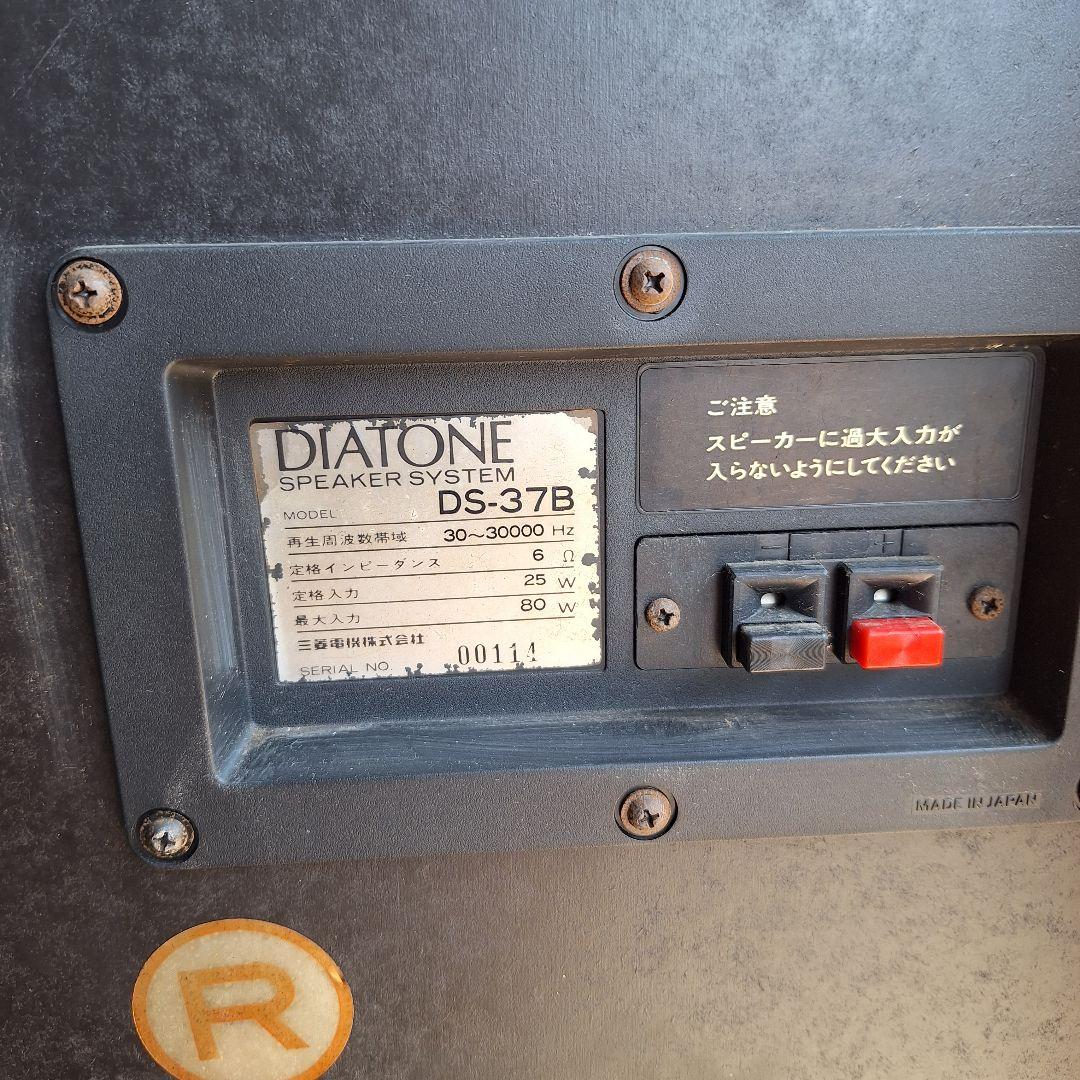 DIATONE
SPEAKER SYSTEM
MODEL DS-37B
再生周波数帯域 30～30000 Hz
定格インピーダンス 6 Ω
定格入力 25 W
最大入力 80 W
三菱電機株式会社
SERIAL NO. 00114
ご注意
スピーカーに過大入力が
入らないようにしてください
− +
MADE IN JAPAN
R